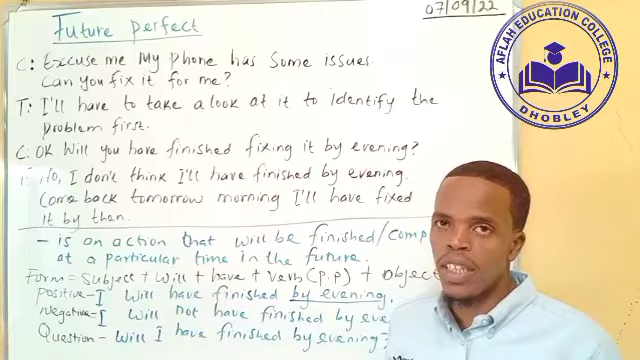 07/09/22
Future perfect
C: Excuse me My phone has some issues.
Can you fix it for me?
T: I'll have to take a look at it to identify the
problem first.
C: OK. Will you have finished fixing it by evening?
T: No, I don't think I'll have finished by evening.
Come back tomorrow morning I'll have fixed
it by then.
- is an action that will be finished/comp
at a particular time in the future.
Form = Subject + will + have + verb (p.p) + object
Positive - I will have finished by evening.
Negative = I will not have finished by eve
Question - Will I have finished by evening?
AFLAH EDUCATION COLLEGE
DHOBLEY